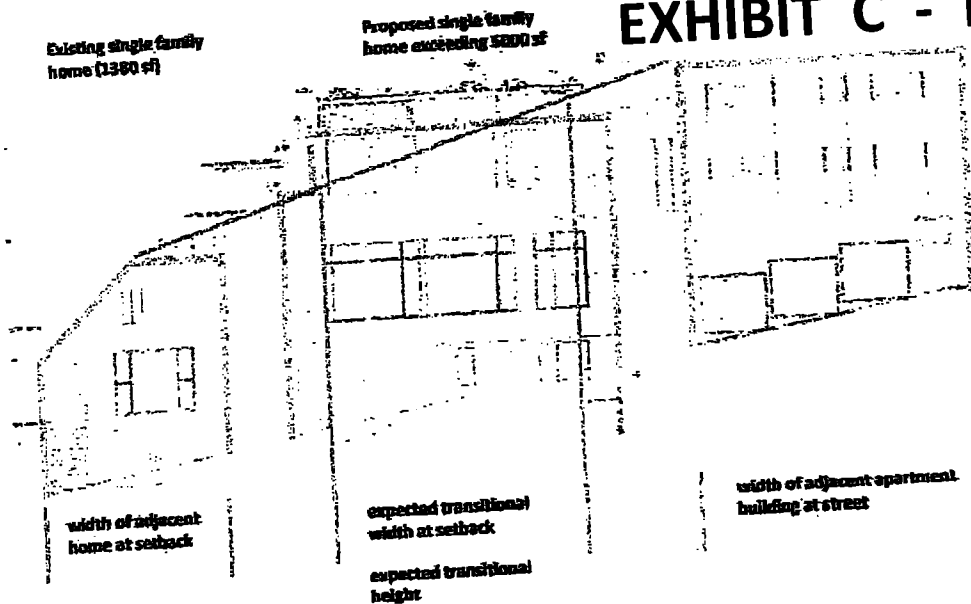 EXHIBIT C -
Existing single family
home (1380 sf)
Proposed single family
home exceeding 5000 sf
width of adjacent
home at setback
expected transitional
width at setback
expected transitional
height
width of adjacent apartment
building at street